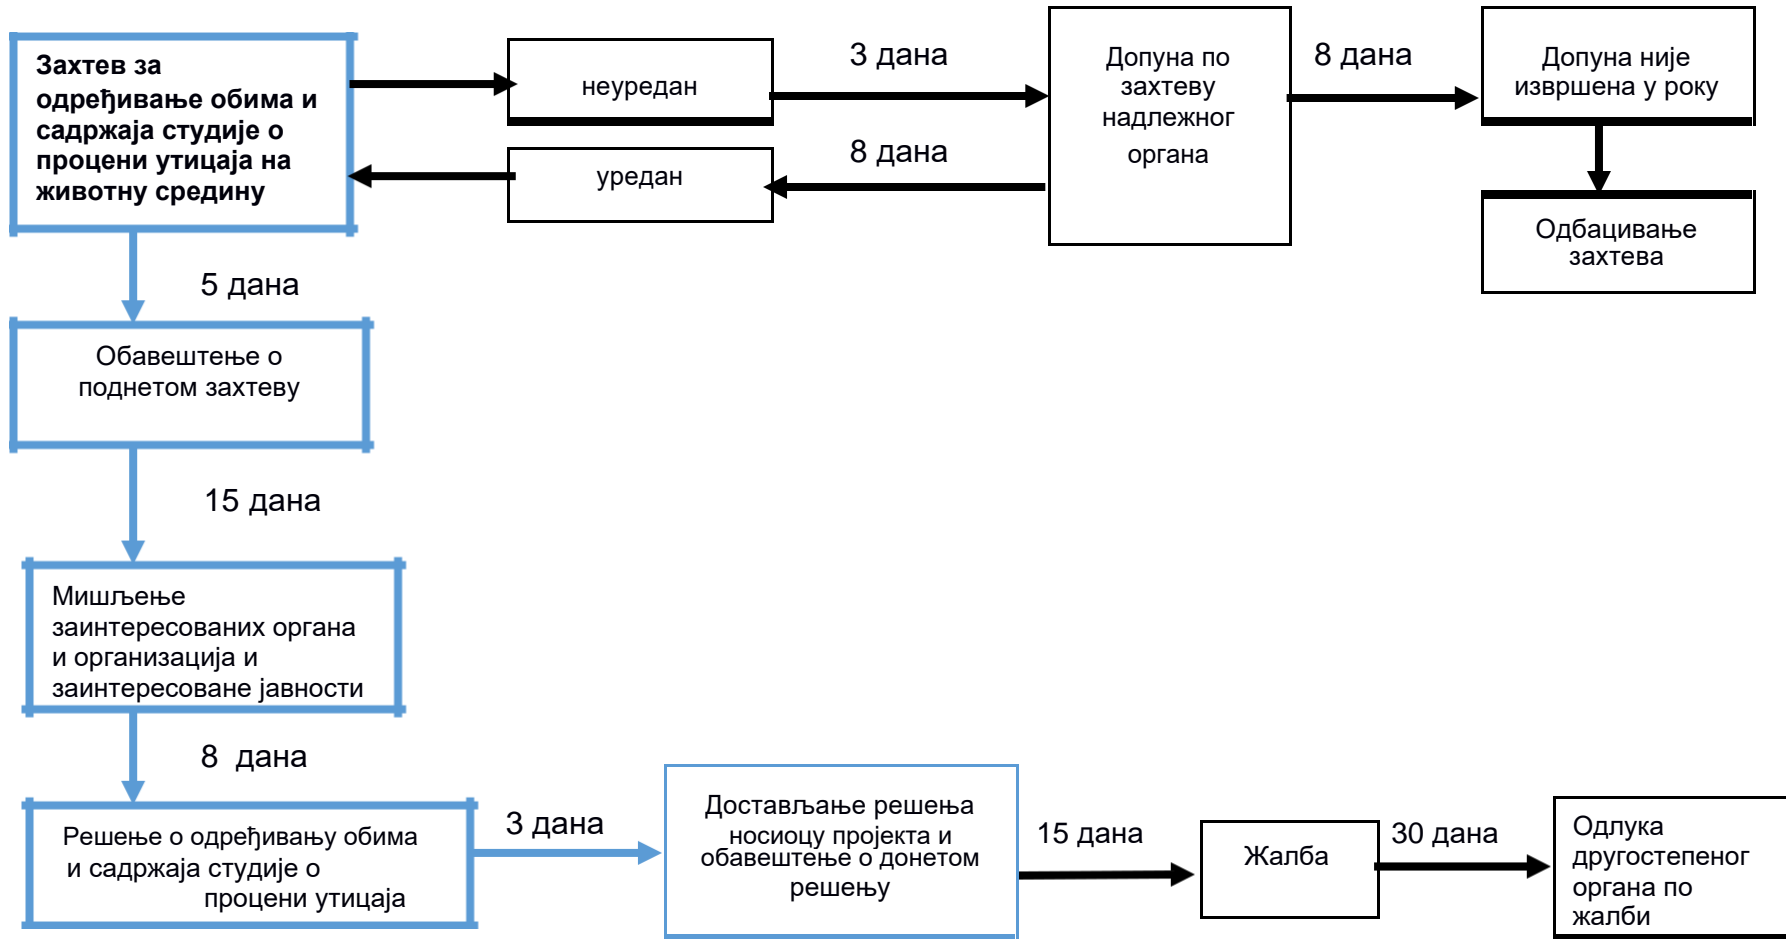 Захтев за
одређивање обима и
садржаја студије о
процени утицаја на
животну средину
неуредан
3 дана
Допуна по
захтеву
надлежног
органа
8 дана
Допуна није
извршена у року
уредан
8 дана
Одбацивање
захтева
5 дана
Обавештење о
поднетом захтеву
15 дана
Мишљење
заинтересованих органа
и организација и
заинтересоване јавности
8 дана
Решење о одређивању обима
и садржаја студије о
процени утицаја
3 дана
Достављање решења
носиоцу пројекта и
обавештење о донетом
решењу
15 дана
Жалба
30 дана
Одлука
другостепеног
органа по
жалби